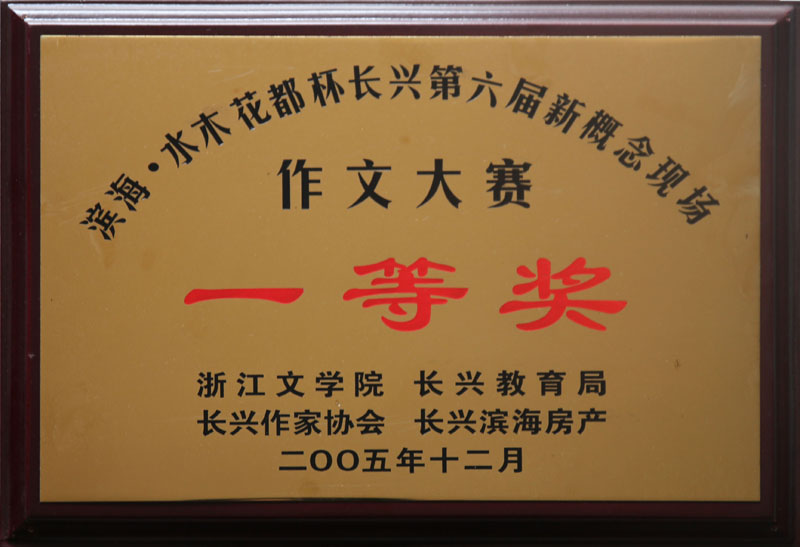 滨海·水木花都杯长兴第六届新概念现场
作文大赛
一等奖
浙江文学院 长兴教育局
长兴作家协会 长兴滨海房产
二〇〇五年十二月